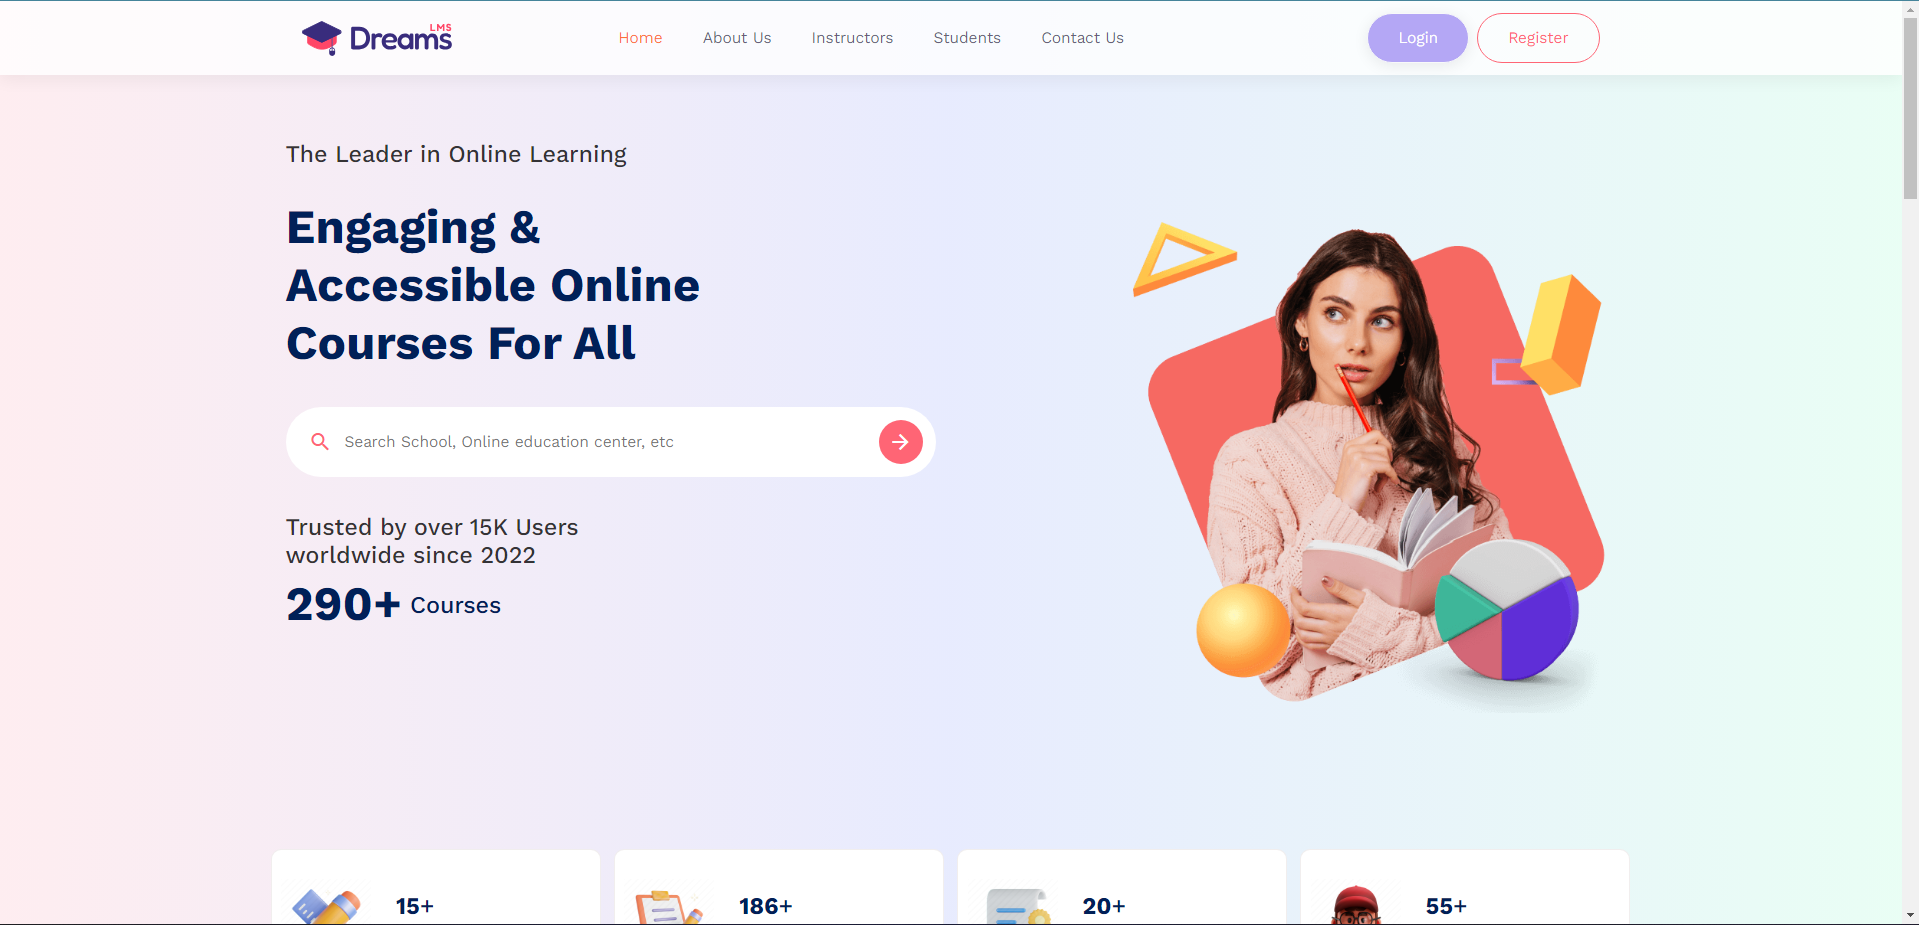 Dreams LMS
Home
About Us
Instructors
Students
Contact Us
Login
Register
The Leader in Online Learning
Engaging &
Accessible Online
Courses For All
Search School, Online education center, etc
Trusted by over 15K Users
worldwide since 2022
290+ Courses
15+
186+
20+
55+